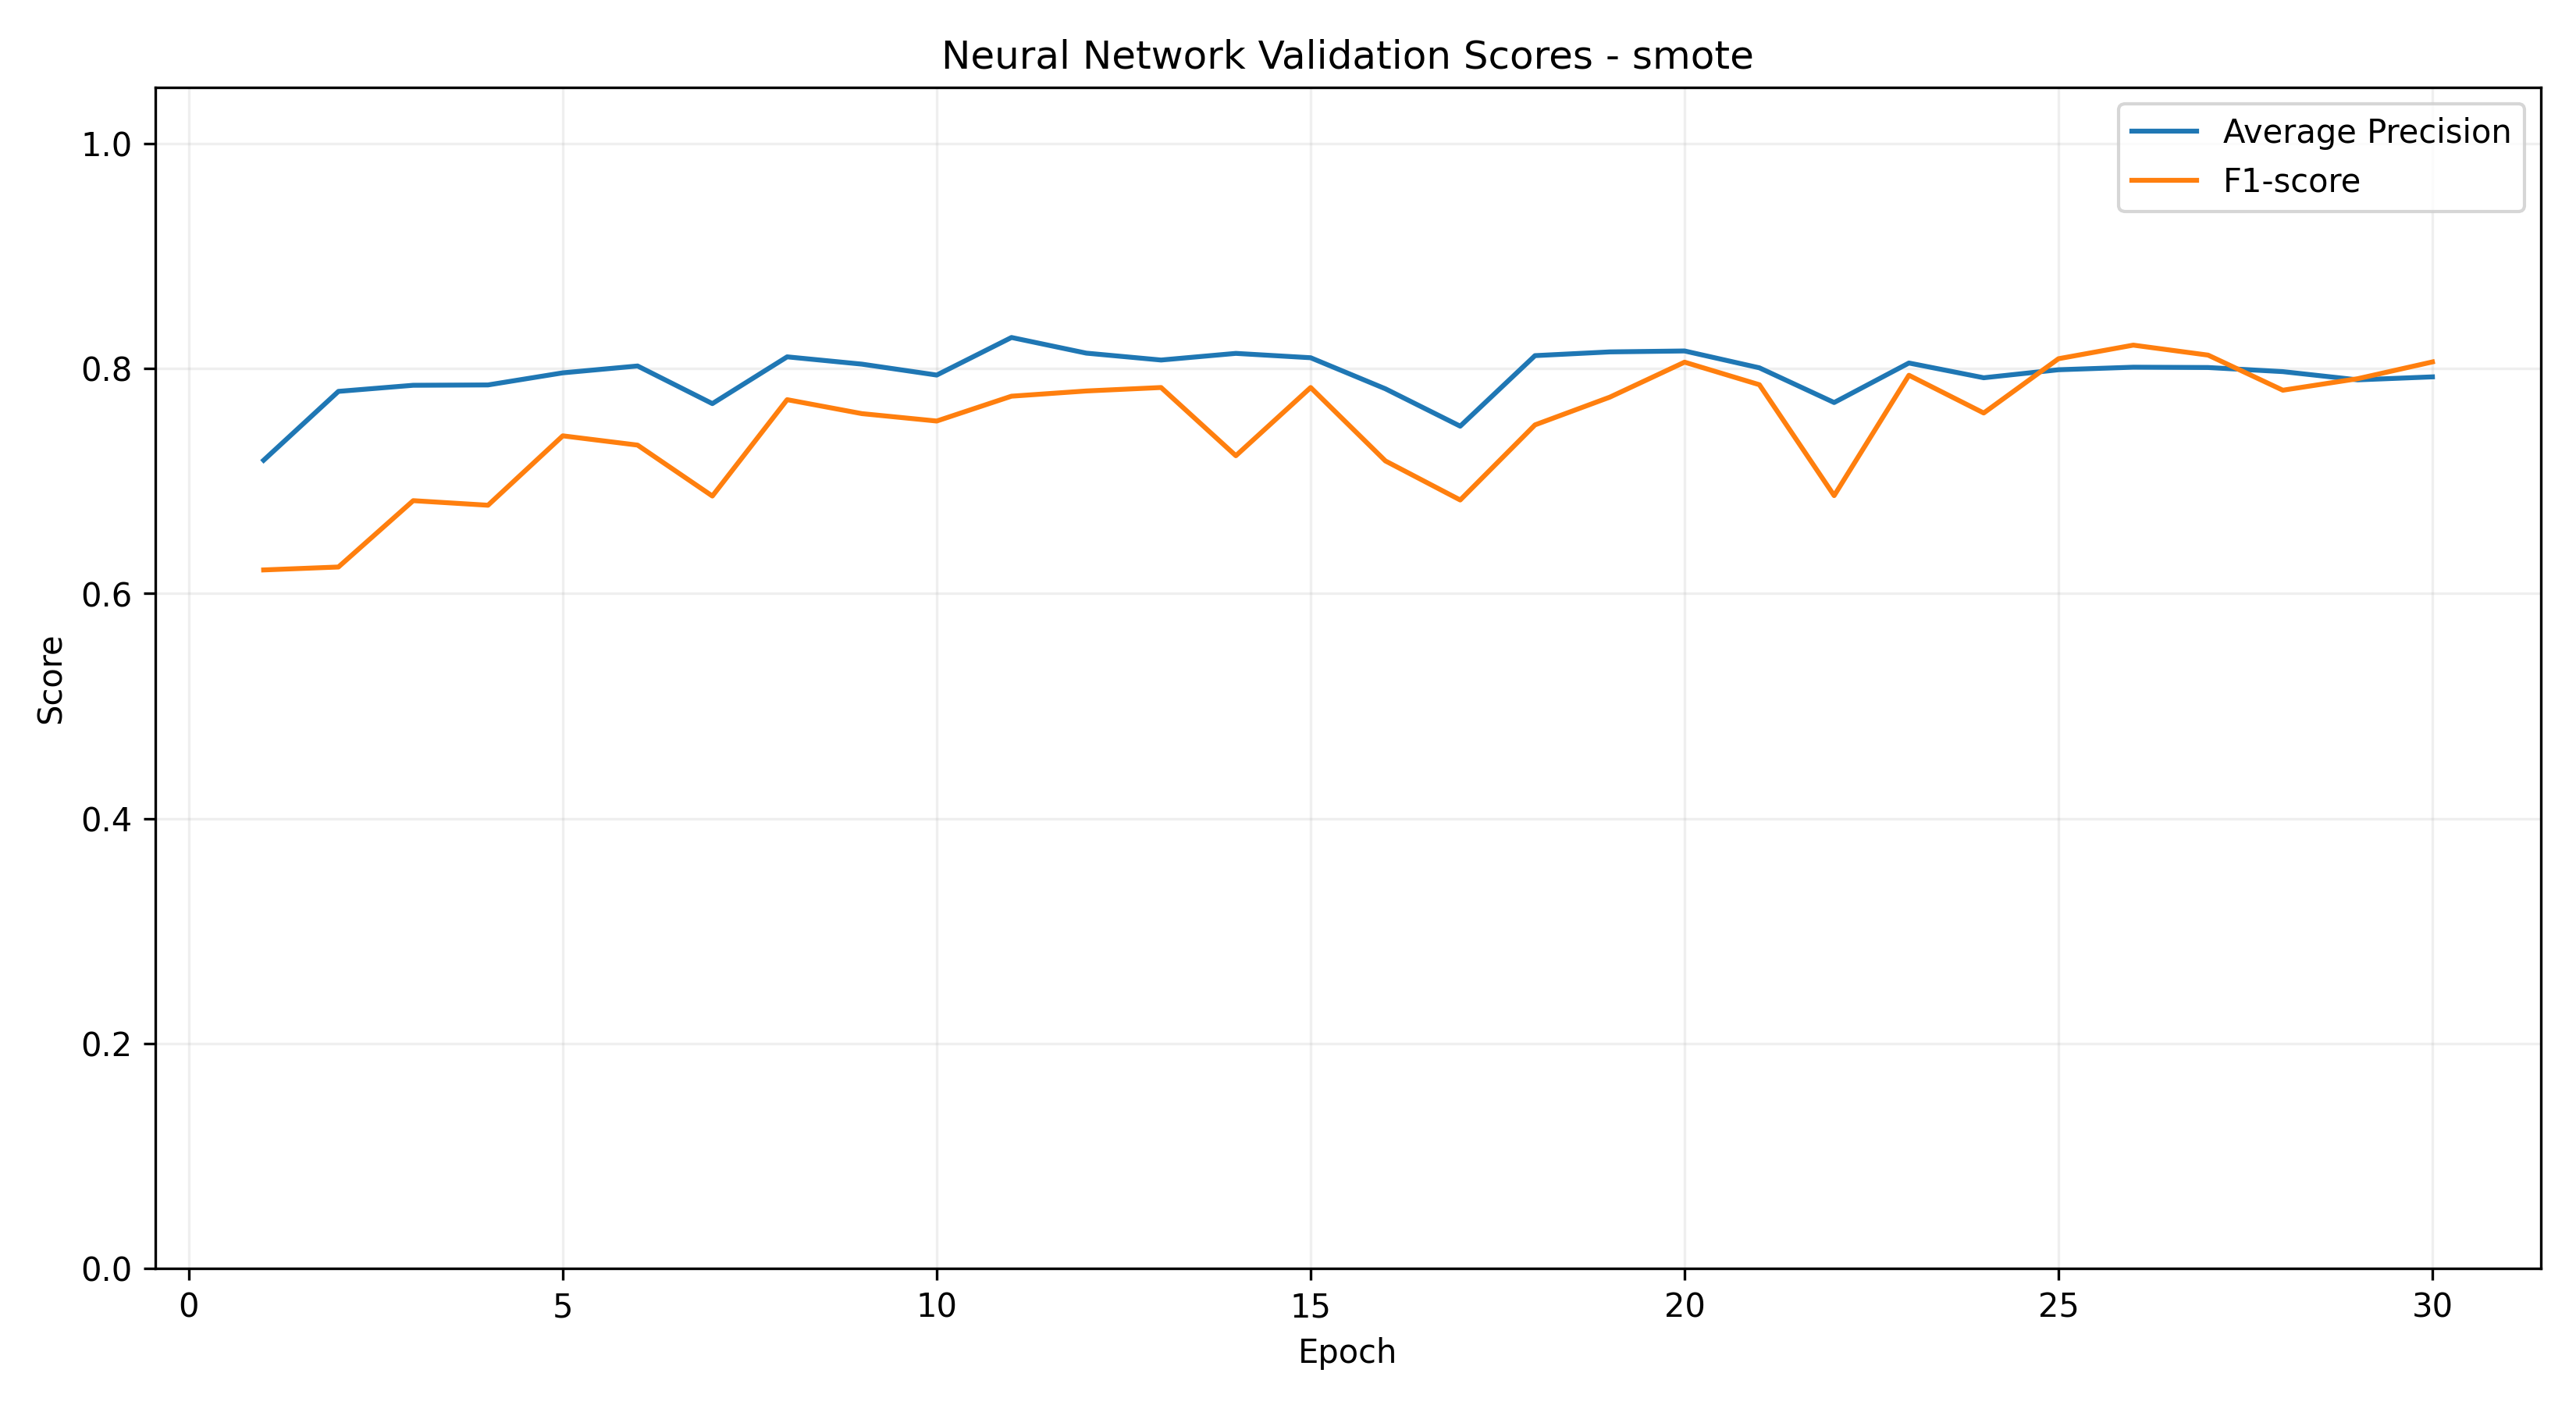 Neural Network Validation Scores - smote
Average Precision
F1-score
1.0
0.8
0.6
0.4
0.2
0.0
Score
0 5 10 15 20 25 30
Epoch